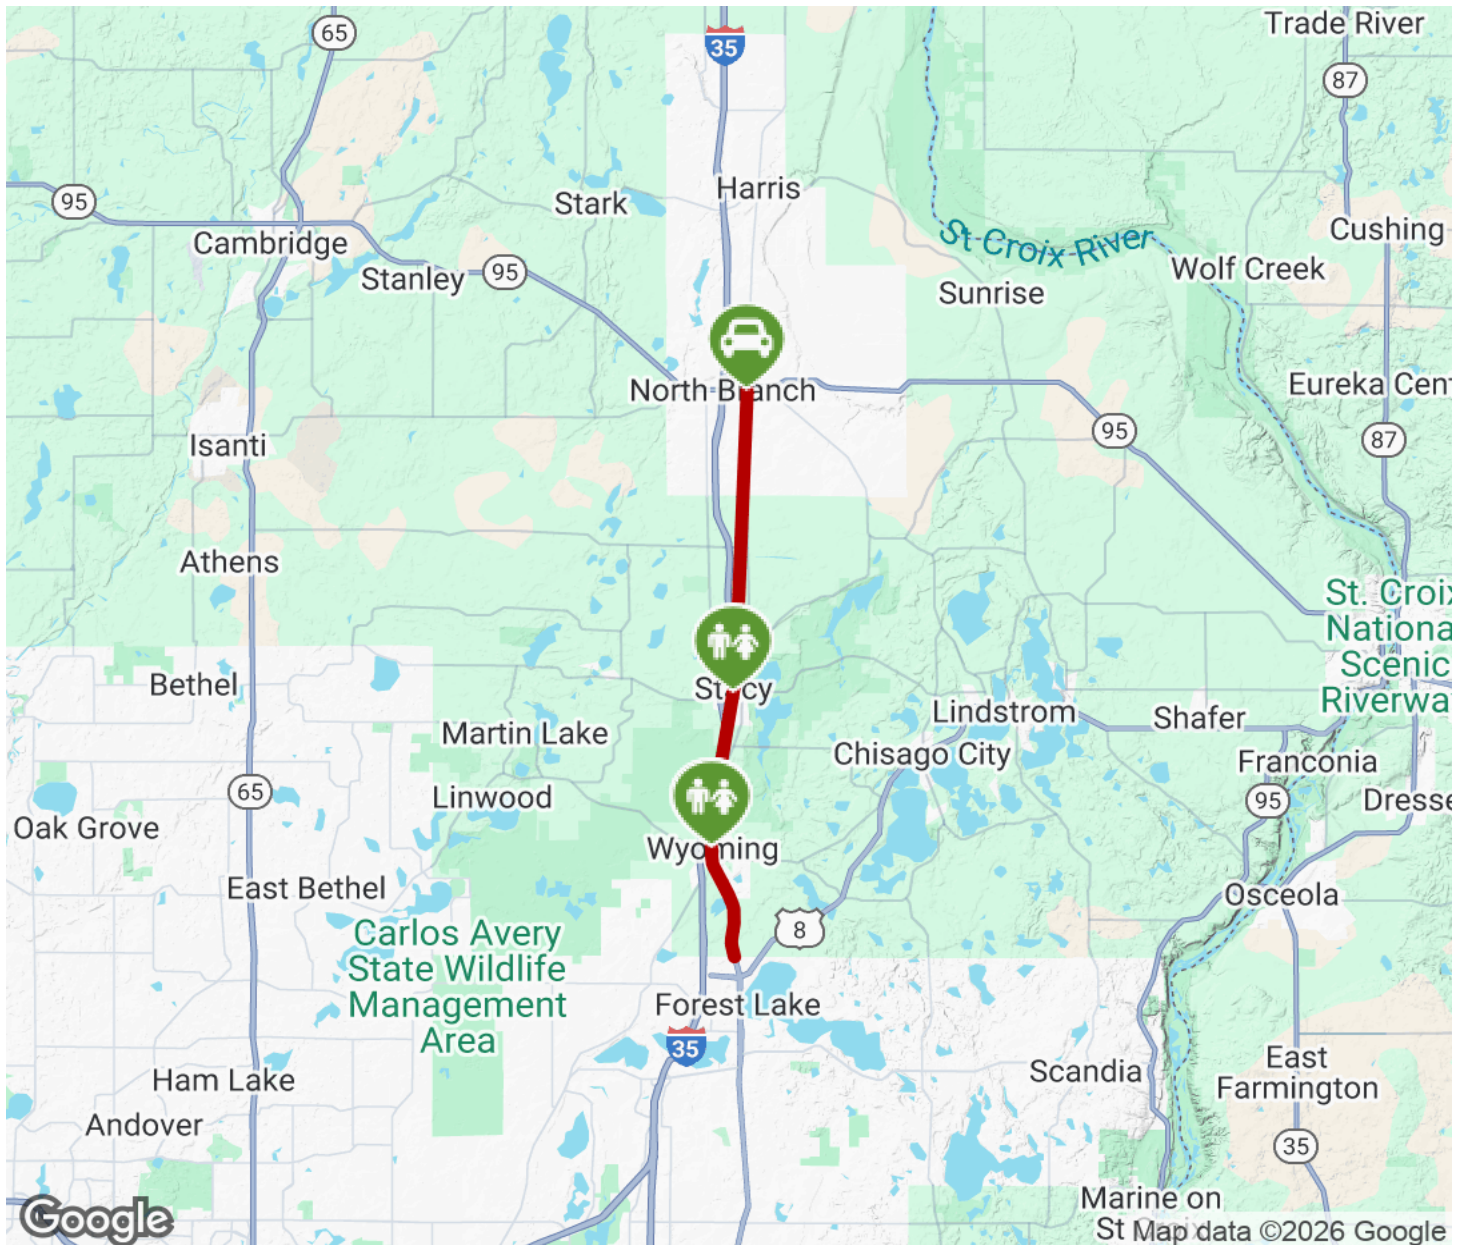 Trade River
65
35
87
Harris
Stark
95
Cushing
Cambridge
St Croix River
Stanley
95
Wolf Creek
Sunrise
North Branch
Eureka Cent
95
87
Isanti
Athens
St. Croix
Nationa
Scenic
Riverwa
Bethel
Stacy
Lindstrom
Shafer
Martin Lake
Chisago City
Franconia
65
Linwood
95
Dresse
Oak Grove
Wyoming
East Bethel
Osceola
8
Carlos Avery
State Wildlife
Management
Area
Forest Lake
35
Scandia
East
Farmington
Ham Lake
Andover
35
Marine on
St Croix
Google
Map data ©2026 Google